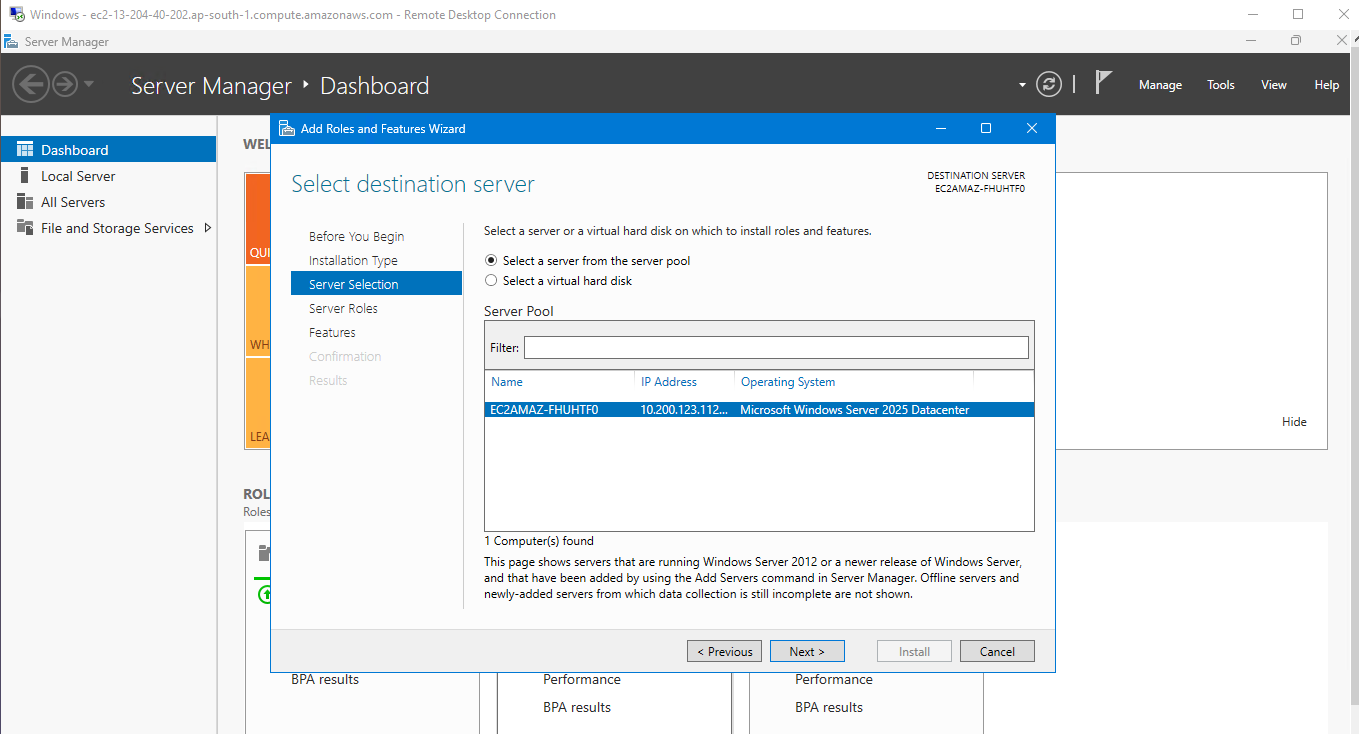 Windows - ec2-13-204-40-202.ap-south-1.compute.amazonaws.com - Remote Desktop Connection
Server Manager
Server Manager ‣ Dashboard
Manage Tools View Help
Dashboard
Local Server
All Servers
File and Storage Services
WEL
QUI
WH
LEA
Hide
ROL
Roles
Add Roles and Features Wizard
Select destination server
DESTINATION SERVER
EC2AMAZ-FHUHTF0
Before You Begin
Installation Type
Server Selection
Server Roles
Features
Confirmation
Results
Select a server or a virtual hard disk on which to install roles and features.
Select a server from the server pool
Select a virtual hard disk
Server Pool
Filter:
Name IP Address Operating System
EC2AMAZ-FHUHTF0 10.200.123.112... Microsoft Windows Server 2025 Datacenter
1 Computer(s) found
This page shows servers that are running Windows Server 2012 or a newer release of Windows Server,
and that have been added by using the Add Servers command in Server Manager. Offline servers and
newly-added servers from which data collection is still incomplete are not shown.
< Previous Next > Install Cancel
BPA results Performance Performance
BPA results BPA results